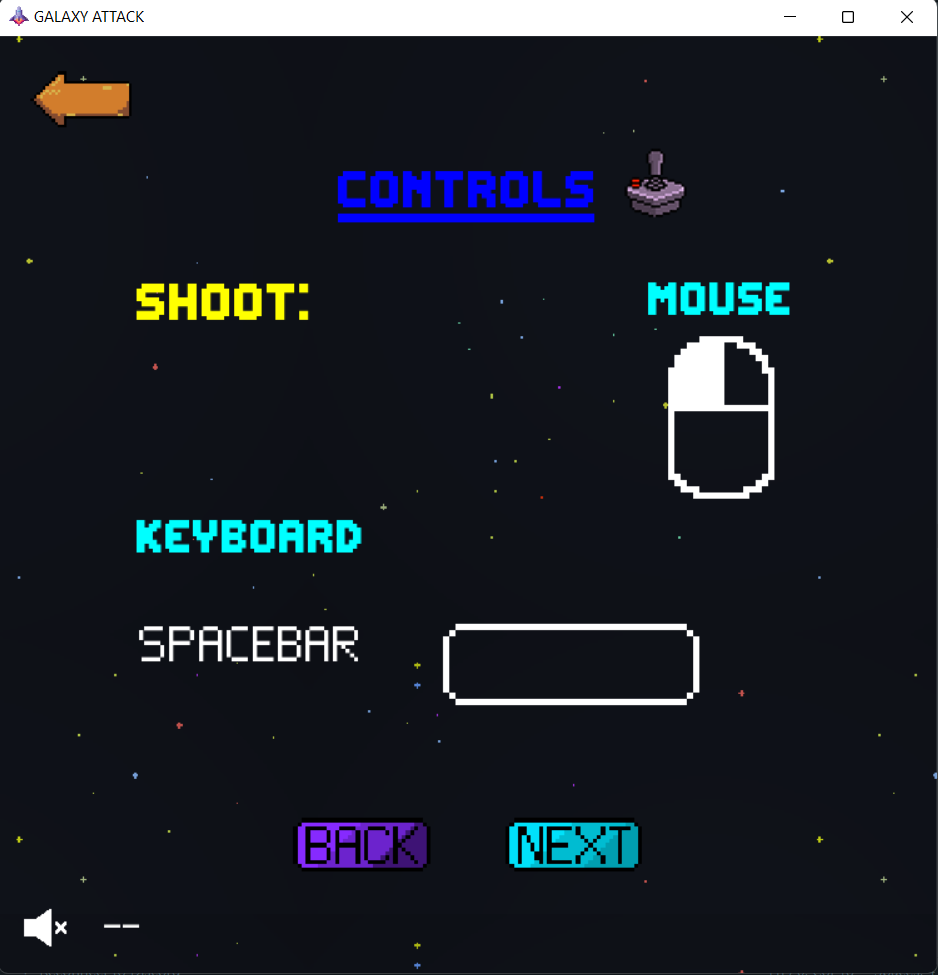 GALAXY ATTACK
CONTROLS
SHOOT:
MOUSE
KEYBOARD
SPACEBAR
BACK
NEXT
--